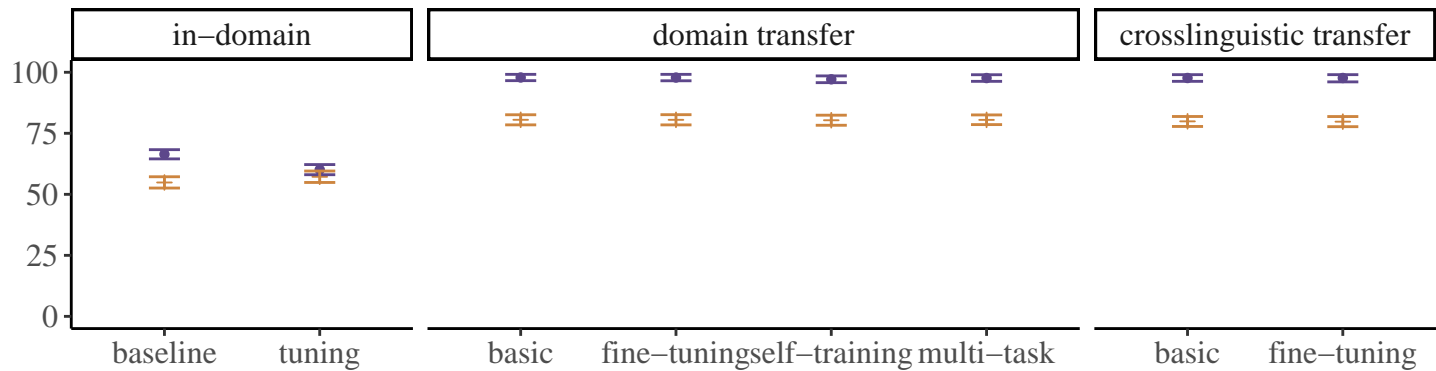 in−domain domain transfer crosslinguistic transfer
100
75
50
25
0
baseline tuning basic fine−tuning self−training multi−task basic fine−tuning